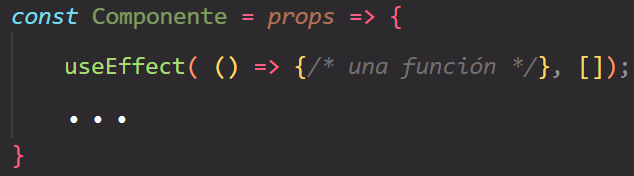 const Componente = props => {
useEffect( () => {/* una función */}, []);
...
}